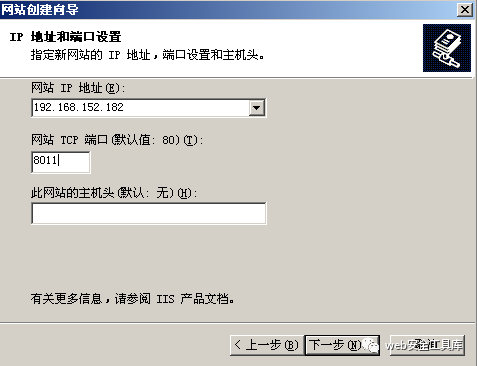 网站创建向导
IP 地址和端口设置
指定新网站的 IP 地址，端口设置和主机头。
网站 IP 地址(E):
192.168.152.182
网站 TCP 端口(默认值: 80)(T):
8011
此网站的主机头(默认: 无)(H):
有关更多信息，请参阅 IIS 产品文档。
< 上一步(B) 下一步(N) 取消
web安全工具库